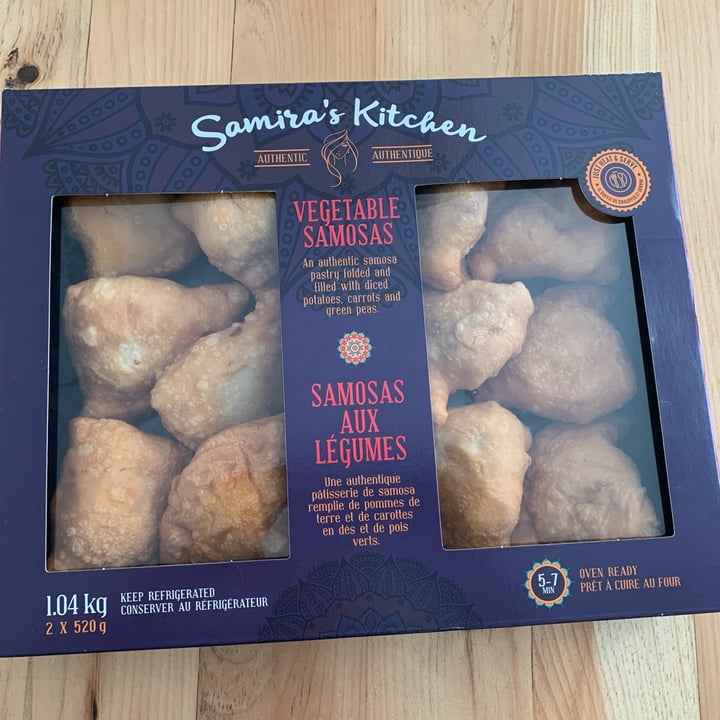 Samira's Kitchen
AUTHENTIC
AUTHENTIQUE
JUST HEAT & SERVE
VEGETABLE
SAMOSAS
An authentic samosa
pastry folded and
filled with diced
potatoes, carrots and
green peas.
SAMOSAS
AUX
LÉGUMES
Une authentique
pâtisserie de samosa
remplie de pommes de
terre et de carottes
en dés et de pois
verts.
1.04 kg
2 X 520 g
KEEP REFRIGERATED
CONSERVER AU RÉFRIGÉRATEUR
5-7
MIN
OVEN READY
PRÊT À CUIRE AU FOUR